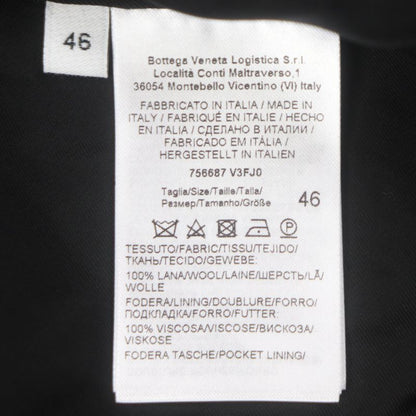 46
Bottega Veneta Logistica S.r.l.
Località Conti Maltraverso,1
36054 Montebello Vicentino (VI) Italy
FABBRICATO IN ITALIA / MADE IN
ITALY / FABRIQUÉ EN ITALIE / HECHO
EN ITALIA / СДЕЛАНО В ИТАЛИИ /
FABRICADO EM ITÁLIA /
HERGESTELLT IN ITALIEN
756687 V3FJ0
Taglia/Size/Taille/Talla/
Размер/Tamanho/Größe 46
TESSUTO/FABRIC/TISSU/TEJIDO/
ТКАНЬ/TECIDO/GEWEBE:
100% LANA/WOOL/LAINE/ШЕРСТЬ/LÃ/
WOLLE
FODERA/LINING/DOUBLURE/FORRO/
ПОДКЛАДКА/FORRO/FUTTER:
100% VISCOSA/VISCOSE/ВИСКОЗА/
VISKOSE
FODERA TASCHE/POCKET LINING/